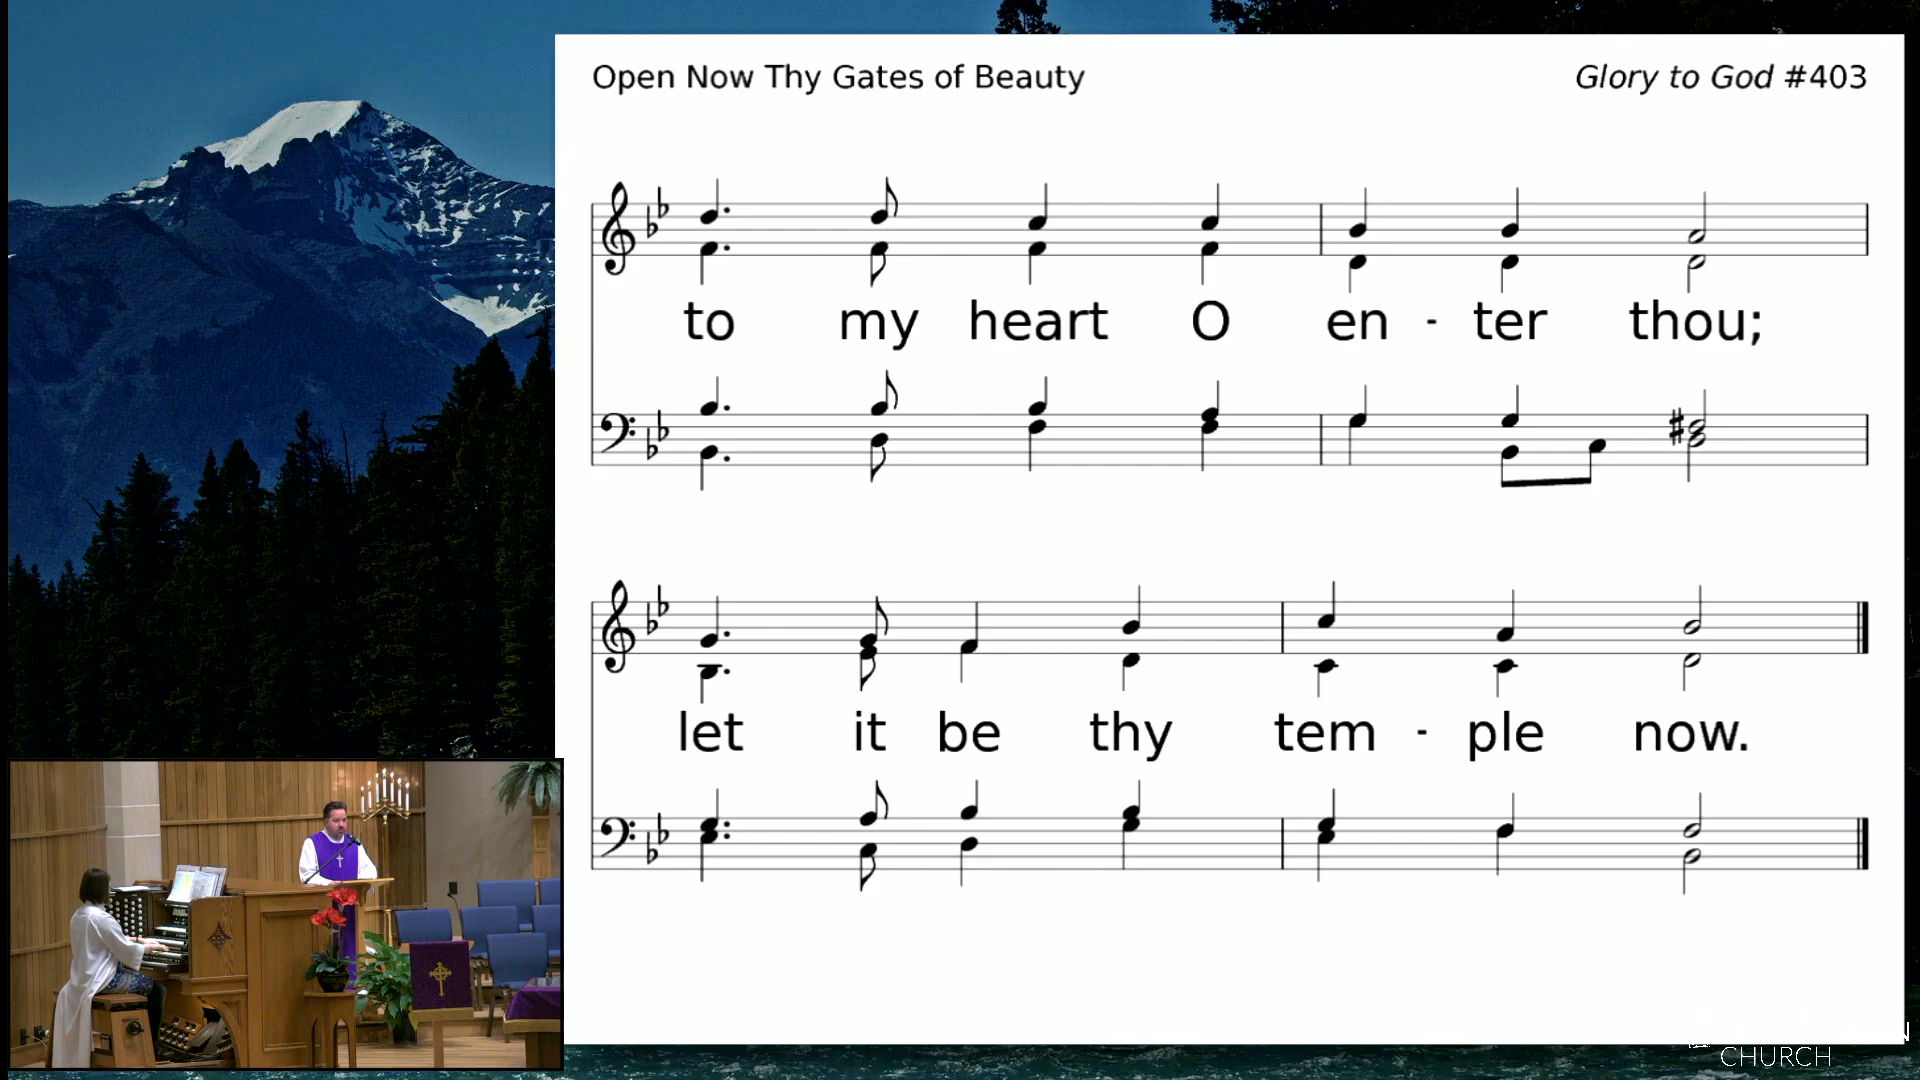 Open Now Thy Gates of Beauty
Glory to God #403
to my heart O en - ter thou;
let it be thy tem - ple now.
N
CHURCH